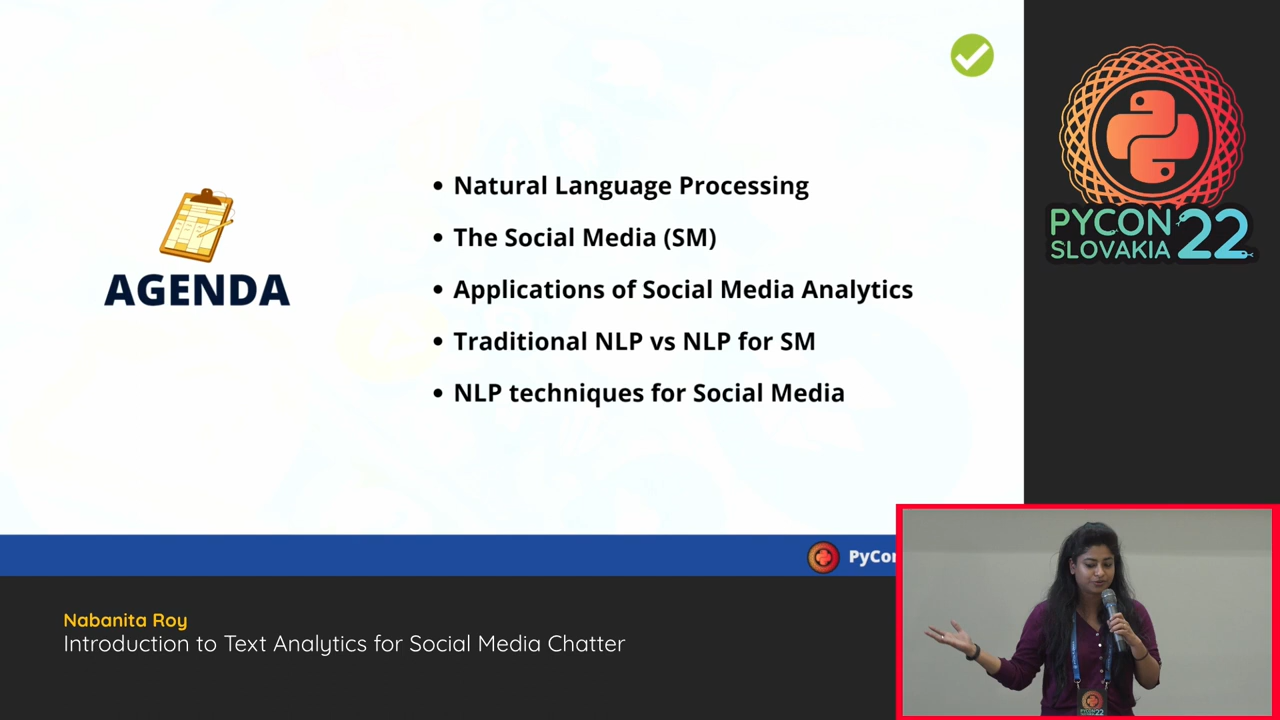 AGENDA
• Natural Language Processing
• The Social Media (SM)
• Applications of Social Media Analytics
• Traditional NLP vs NLP for SM
• NLP techniques for Social Media
PYCON 22
SLOVAKIA
PyCon
Nabanita Roy
Introduction to Text Analytics for Social Media Chatter
PYCON
22